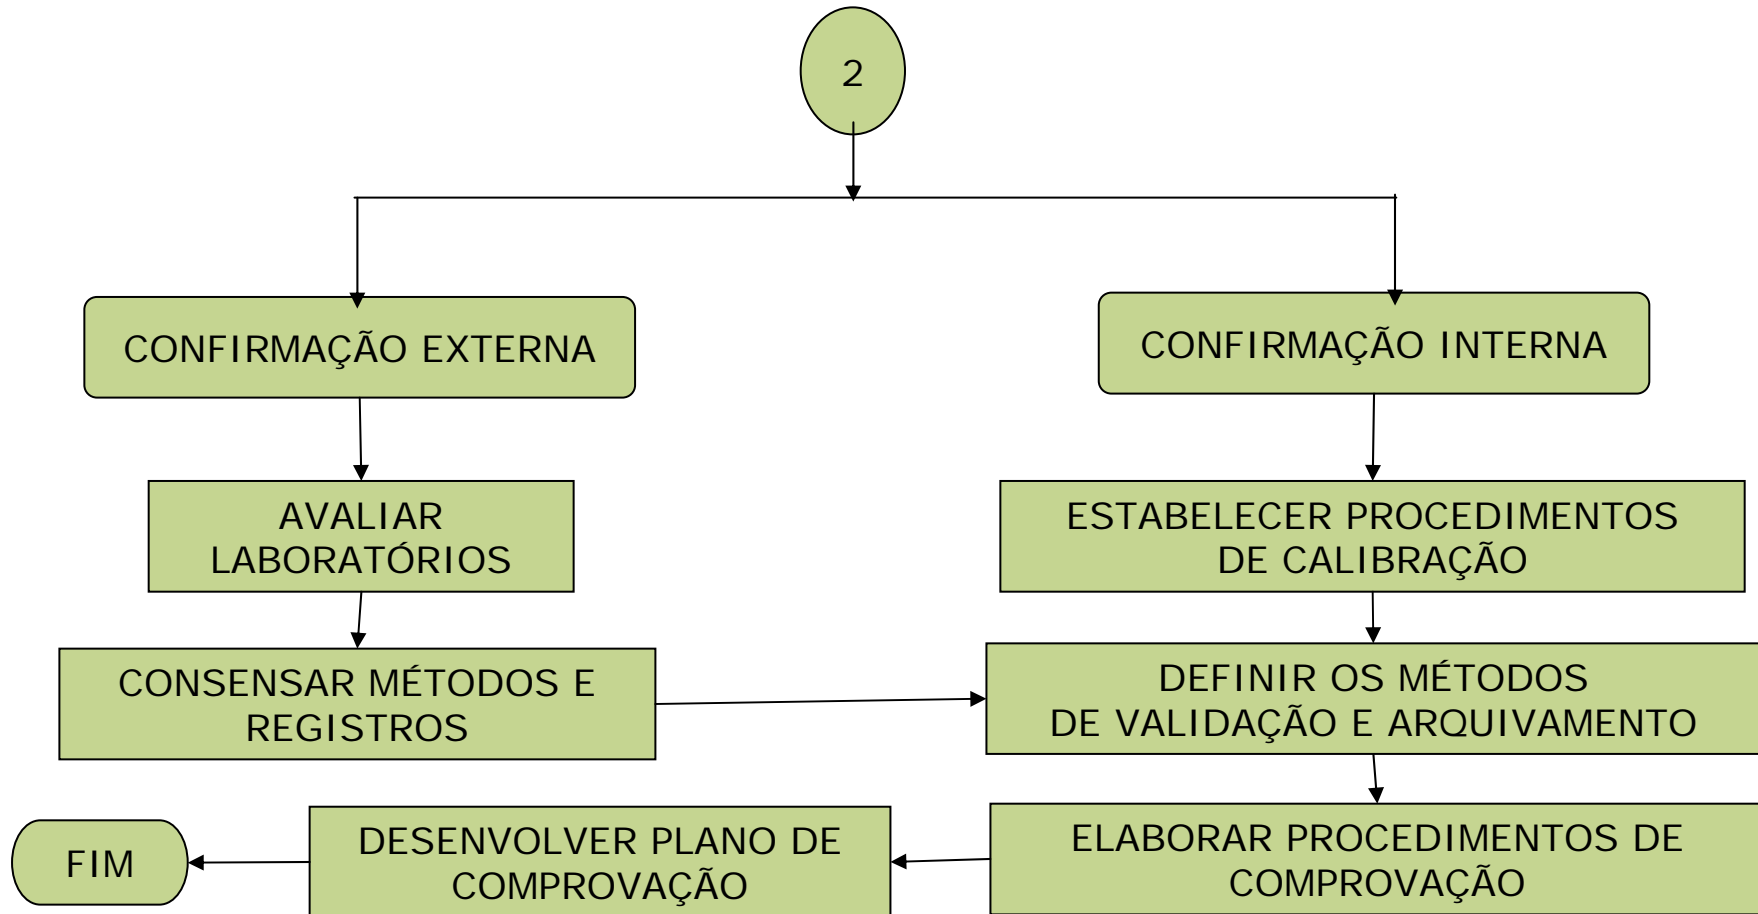 2
CONFIRMAÇÃO EXTERNA
CONFIRMAÇÃO INTERNA
AVALIAR
LABORATÓRIOS
ESTABELECER PROCEDIMENTOS
DE CALIBRAÇÃO
CONSENSAR MÉTODOS E
REGISTROS
DEFINIR OS MÉTODOS
DE VALIDAÇÃO E ARQUIVAMENTO
FIM
DESENVOLVER PLANO DE
COMPROVAÇÃO
ELABORAR PROCEDIMENTOS DE
COMPROVAÇÃO